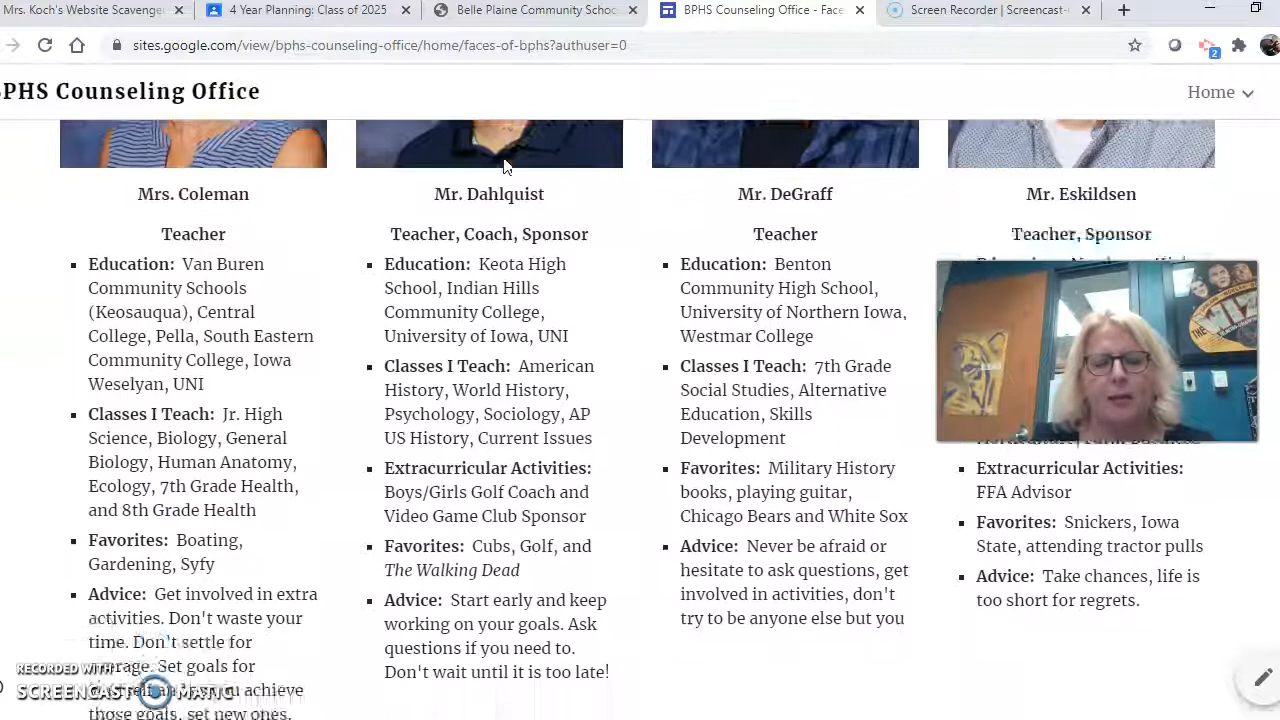 Mrs. Koch's Website Scavenge
4 Year Planning: Class of 2025
Belle Plaine Community Schoo
BPHS Counseling Office - Face
Screen Recorder | Screencast-
sites.google.com/view/bphs-counseling-office/home/faces-of-bphs?authuser=0
2
BPHS Counseling Office
Home
Mrs. Coleman
Teacher
Education: Van Buren
Community Schools
(Keosauqua), Central
College, Pella, South Eastern
Community College, Iowa
Weselyan, UNI
Classes I Teach: Jr. High
Science, Biology, General
Biology, Human Anatomy,
Ecology, 7th Grade Health,
and 8th Grade Health
Favorites: Boating,
Gardening, Syfy
Advice: Get involved in extra
activities. Don't waste your
time. Don't settle for
those goals, set new ones.
Mr. Dahlquist
Teacher, Coach, Sponsor
Education: Keota High
School, Indian Hills
Community College,
University of Iowa, UNI
Classes I Teach: American
History, World History,
Psychology, Sociology, AP
US History, Current Issues
Extracurricular Activities:
Boys/Girls Golf Coach and
Video Game Club Sponsor
Favorites: Cubs, Golf, and
The Walking Dead
Advice: Start early and keep
working on your goals. Ask
questions if you need to.
Don't wait until it is too late!
Mr. DeGraff
Teacher
Education: Benton
Community High School,
University of Northern Iowa,
Westmar College
Classes I Teach: 7th Grade
Social Studies, Alternative
Education, Skills
Development
Favorites: Military History
books, playing guitar,
Chicago Bears and White Sox
Advice: Never be afraid or
hesitate to ask questions, get
involved in activities, don't
try to be anyone else but you
Mr. Eskildsen
Teacher, Sponsor
Extracurricular Activities:
FFA Advisor
Favorites: Snickers, Iowa
State, attending tractor pulls
Advice: Take chances, life is
too short for regrets.
RECORDED WITH
SCREENCAST MATIC